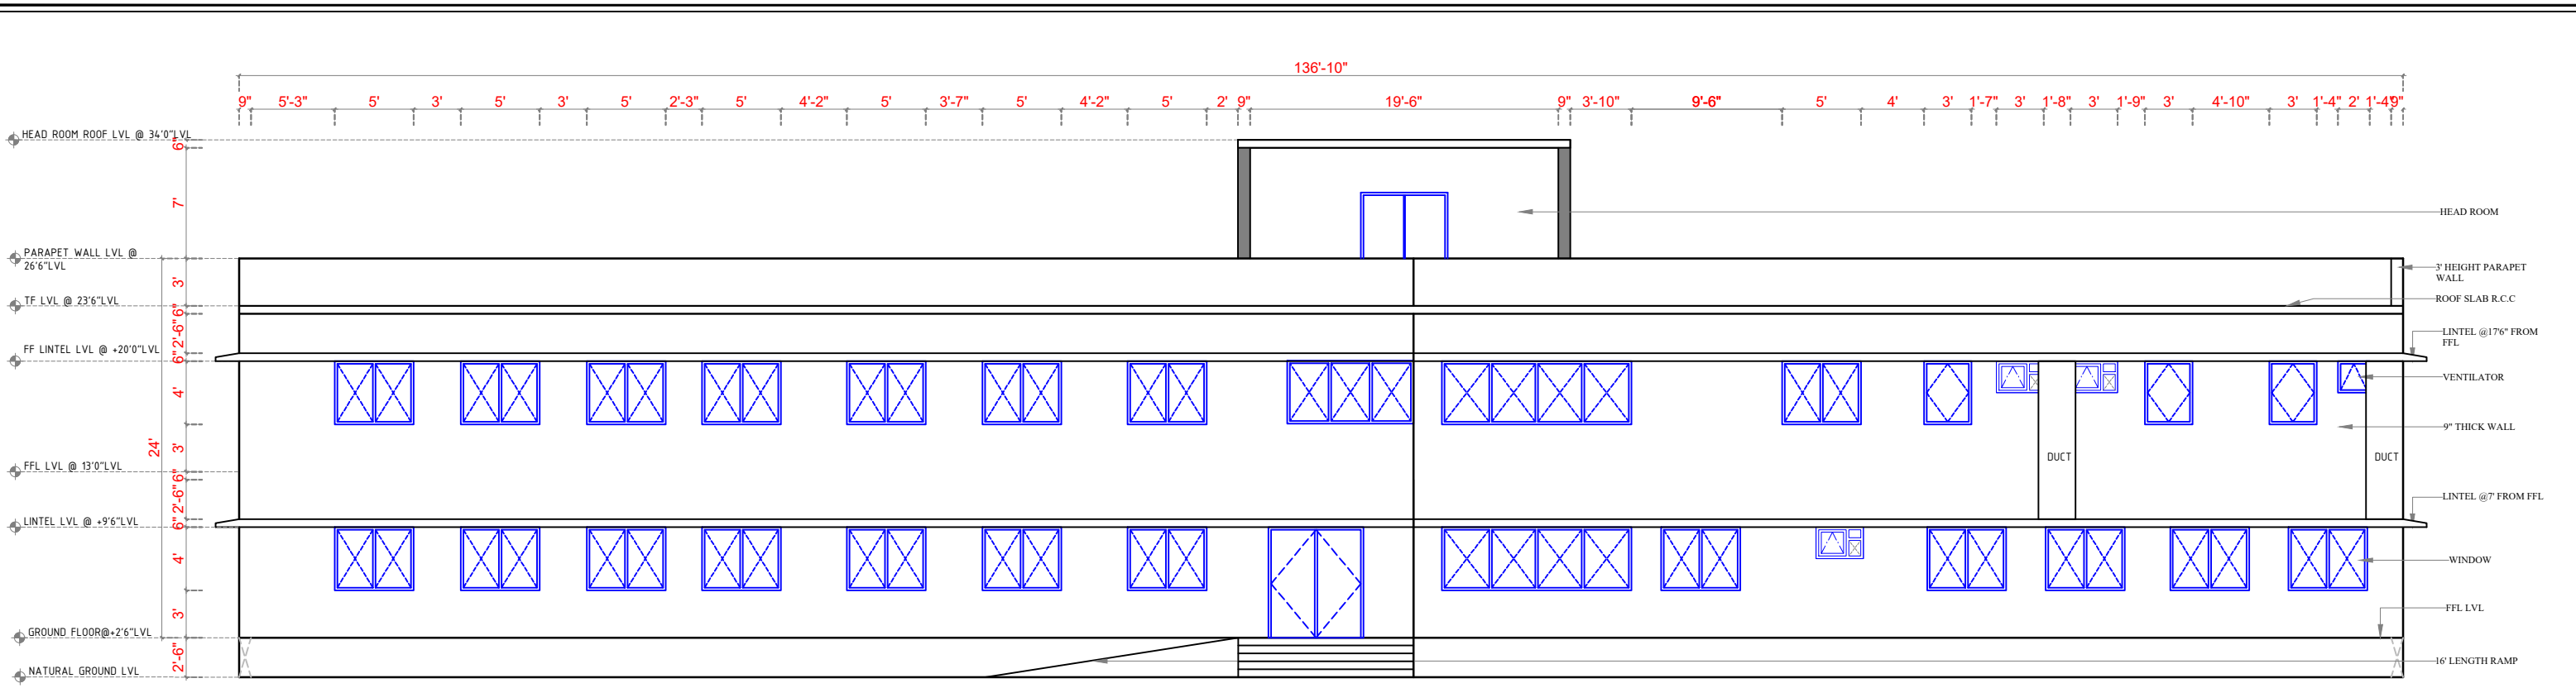 136'-10"
9" 5'-3" 5' 3' 5' 3' 5' 2'-3" 5' 4'-2" 5' 3'-7" 5' 4'-2" 5' 2' 9" 19'-6" 9" 3'-10" 9'-6" 5' 4' 3' 1'-7" 3' 1'-8" 3' 1'-9" 3' 4'-10" 3' 1'-4" 2' 1'-4" 9"
HEAD ROOM ROOF LVL @ 34'0"LVL
6"
7'
HEAD ROOM
PARAPET WALL LVL @
26'6"LVL
3'
3' HEIGHT PARAPET
WALL
TF LVL @ 23'6"LVL
6"
ROOF SLAB R.C.C
2'-6"
LINTEL @17'6" FROM
FFL
FF LINTEL LVL @ +20'0"LVL
6"
VENTILATOR
4'
9" THICK WALL
24'
3'
DUCT
DUCT
FFL LVL @ 13'0"LVL
6"
2'-6"
LINTEL @7' FROM FFL
LINTEL LVL @ +9'6"LVL
6"
4'
WINDOW
3'
FFL LVL
GROUND FLOOR@+2'6"LVL
2'-6"
16' LENGTH RAMP
NATURAL GROUND LVL